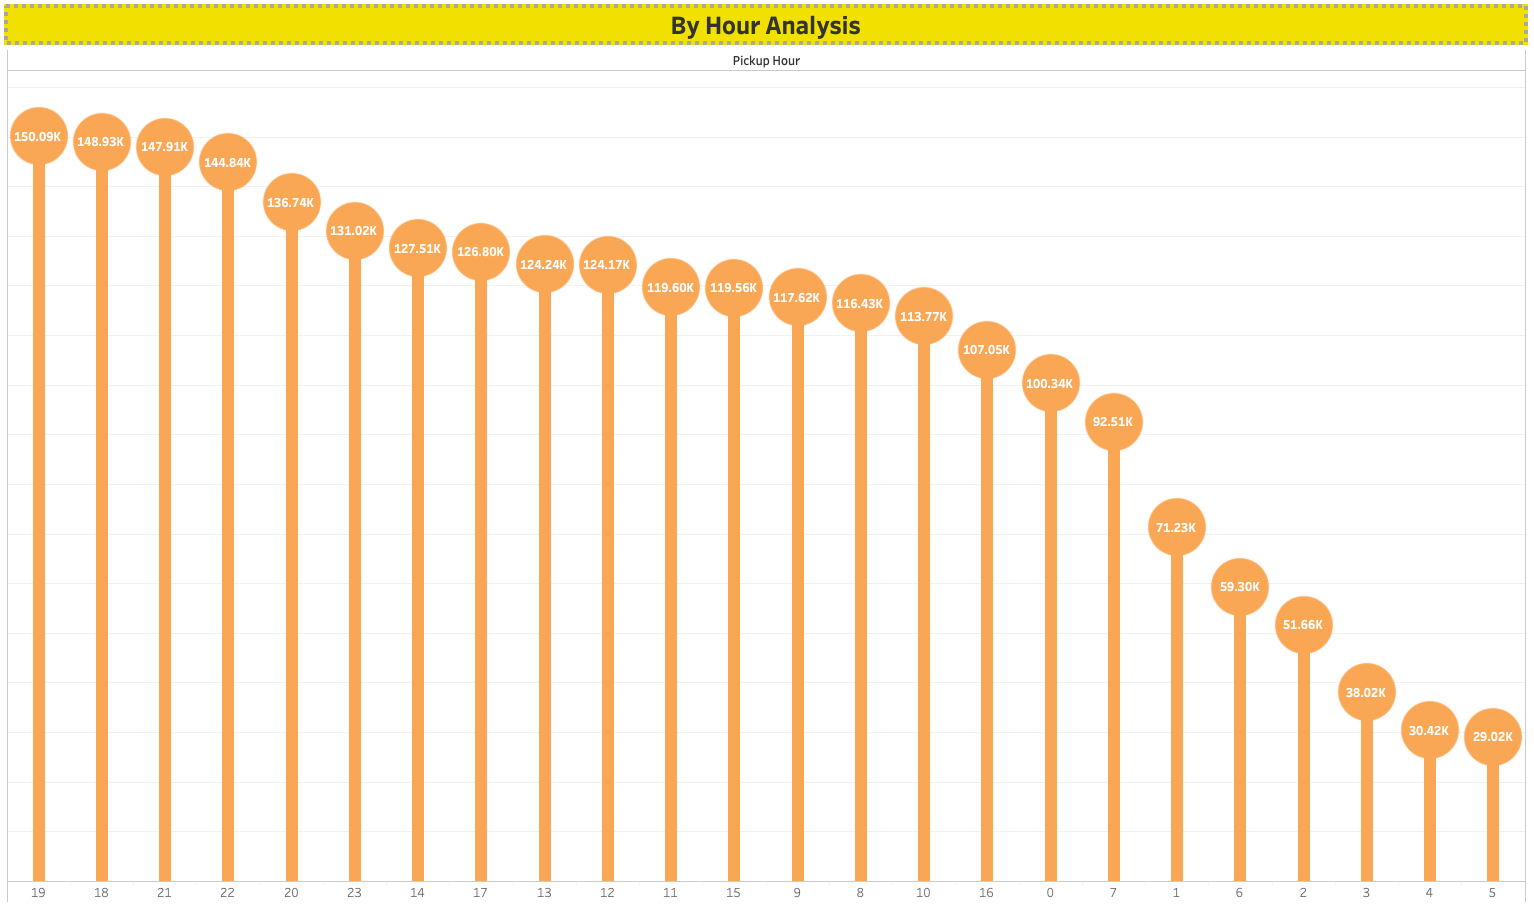 By Hour Analysis
Pickup Hour
150.09K 148.93K 147.91K 144.84K 136.74K 131.02K 127.51K 126.80K 124.24K 124.17K 119.60K 119.56K 117.62K 116.43K 113.77K 107.05K 100.34K 92.51K 71.23K 59.30K 51.66K 38.02K 30.42K 29.02K
19 18 21 22 20 23 14 17 13 12 11 15 9 8 10 16 0 7 1 6 2 3 4 5